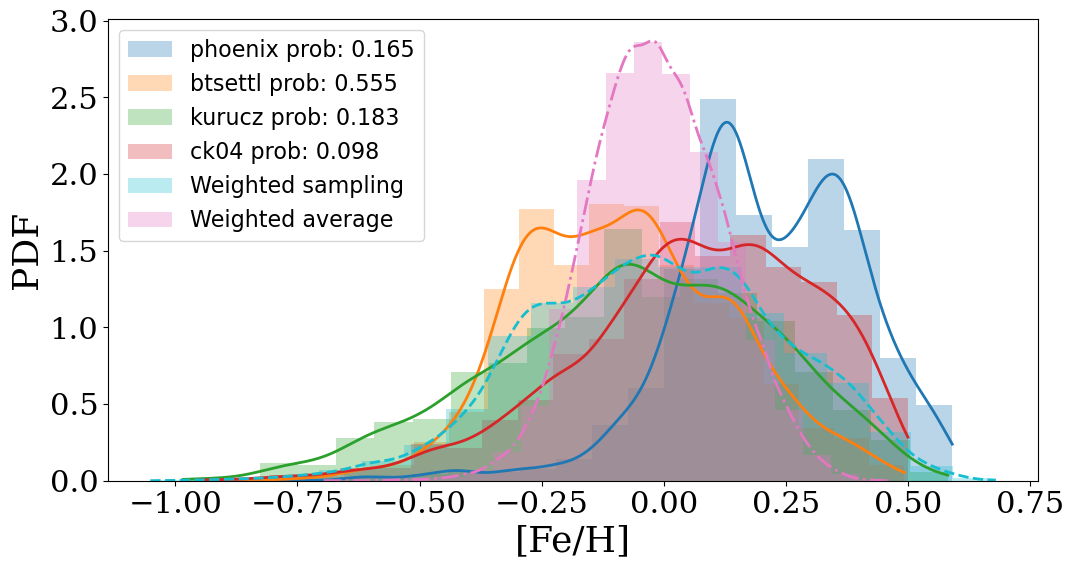 3.0
2.5
2.0
1.5
1.0
0.5
0.0
PDF
phoenix prob: 0.165
btsettl prob: 0.555
kurucz prob: 0.183
ck04 prob: 0.098
Weighted sampling
Weighted average
−1.00 −0.75 −0.50 −0.25 0.00 0.25 0.50 0.75
[Fe/H]